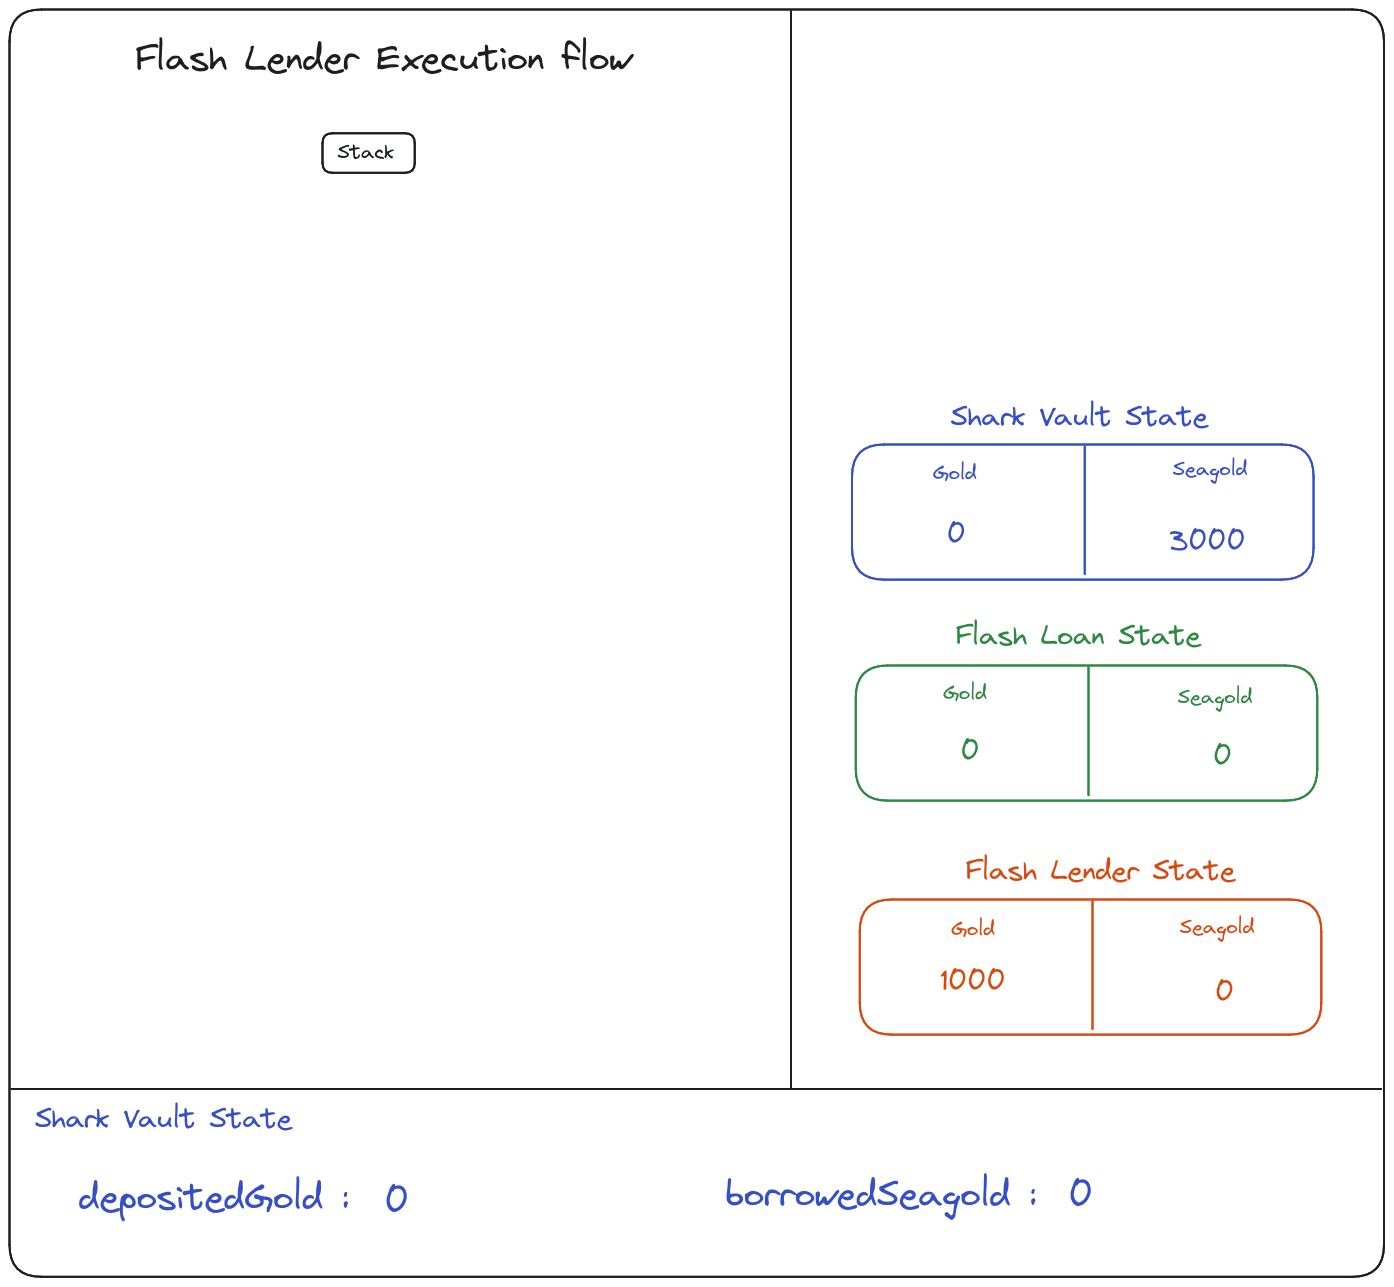 Flash Lender Execution flow
Stack
Shark Vault State
Gold
Seagold
0
3000
Flash Loan State
Gold
Seagold
0
0
Flash Lender State
Gold
Seagold
1000
0
Shark Vault State
depositedGold : 0
borrowedSeagold : 0